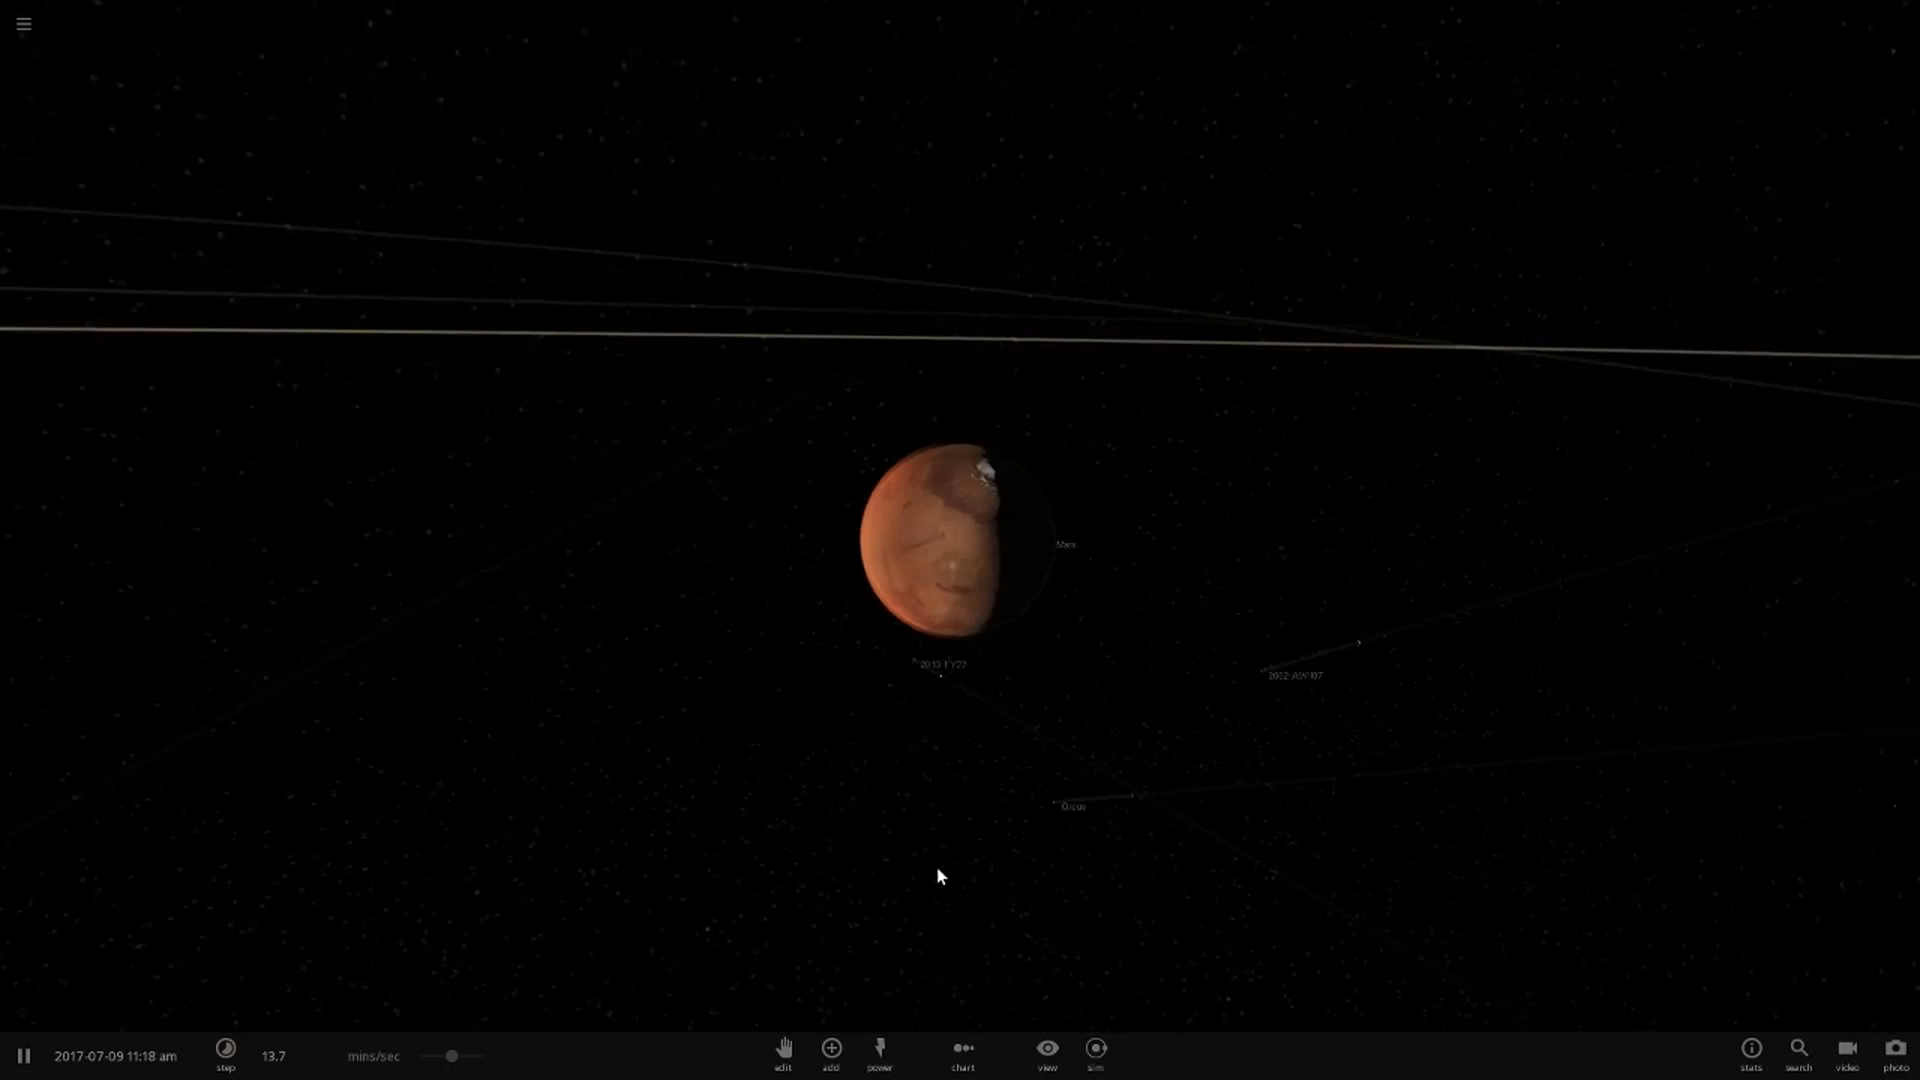 Mars
Orcus
2017-07-09 11:18 am
step
13.7
mins/sec
edit
add
power
chart
view
sim
stats
search
video
photo